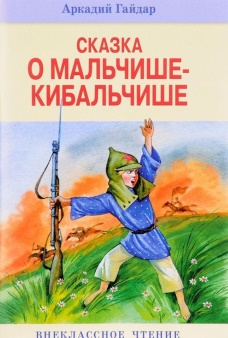 Аркадий Гайдар
СКАЗКА
О МАЛЬЧИШЕ-
КИБАЛЬЧИШЕ
ВНЕКЛАССНОЕ ЧТЕНИЕ